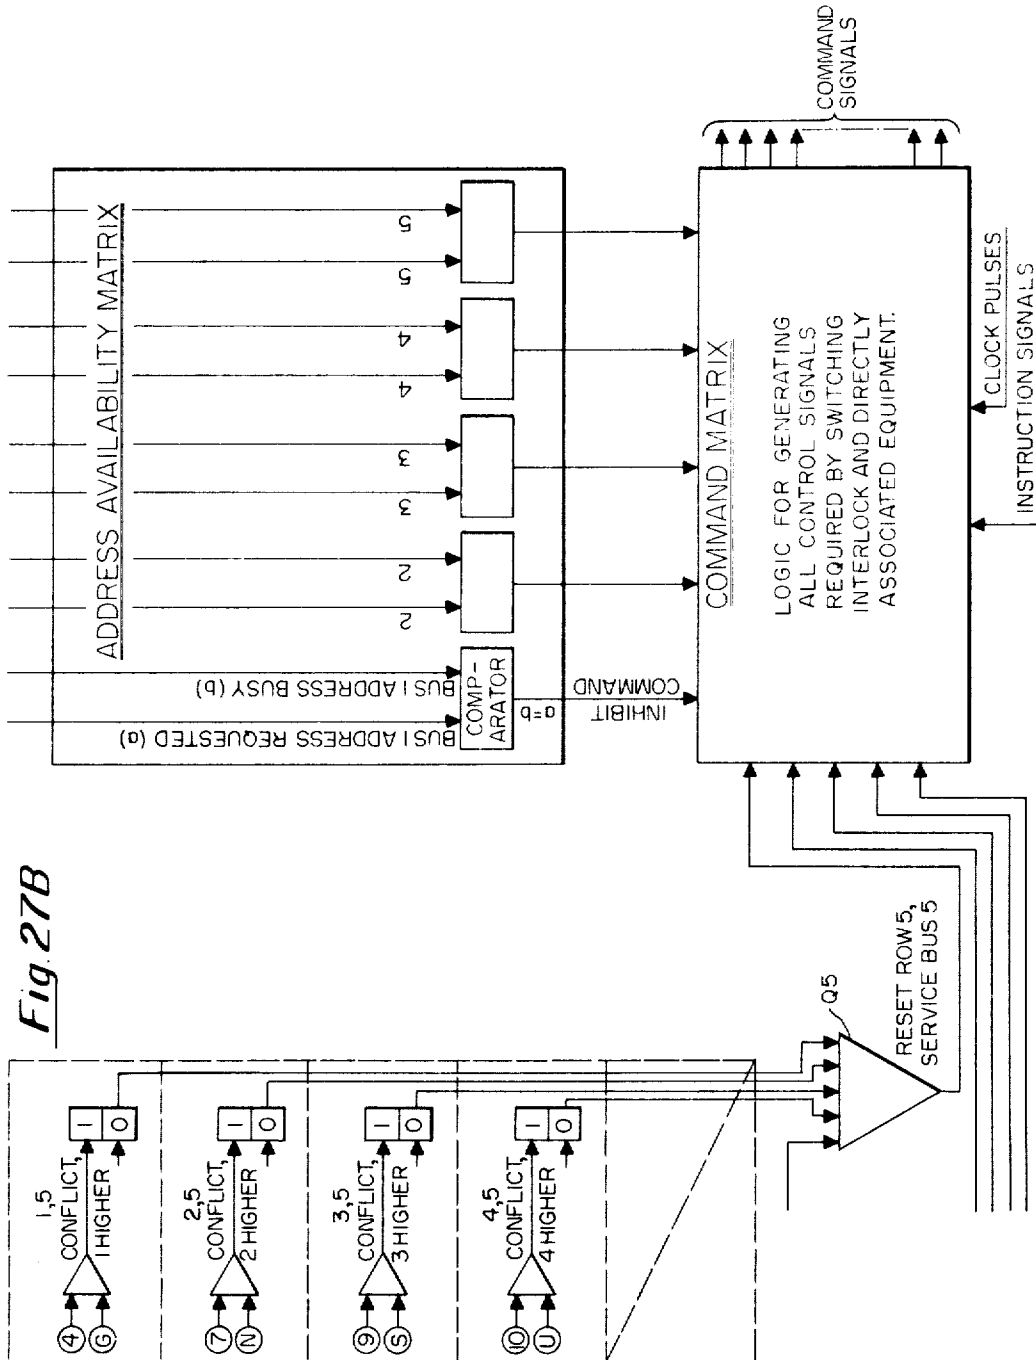 Fig. 27B
4
G
1,5
CONFLICT,
1 HIGHER
1
0
7
N
2,5
CONFLICT,
2 HIGHER
1
0
9
S
3,5
CONFLICT,
3 HIGHER
1
0
10
U
4,5
CONFLICT,
4 HIGHER
1
0
Q5
RESET ROW 5,
SERVICE BUS 5
ADDRESS AVAILABILITY MATRIX
BUS 1 ADDRESS REQUESTED (a)
BUS 1 ADDRESS BUSY (b)
2
2
3
3
4
4
5
5
COMP-
ARATOR
a=b
INHIBIT
COMMAND
COMMAND MATRIX
LOGIC FOR GENERATING
ALL CONTROL SIGNALS
REQUIRED BY SWITCHING
INTERLOCK AND DIRECTLY
ASSOCIATED EQUIPMENT.
COMMAND
SIGNALS
CLOCK PULSES
INSTRUCTION SIGNALS